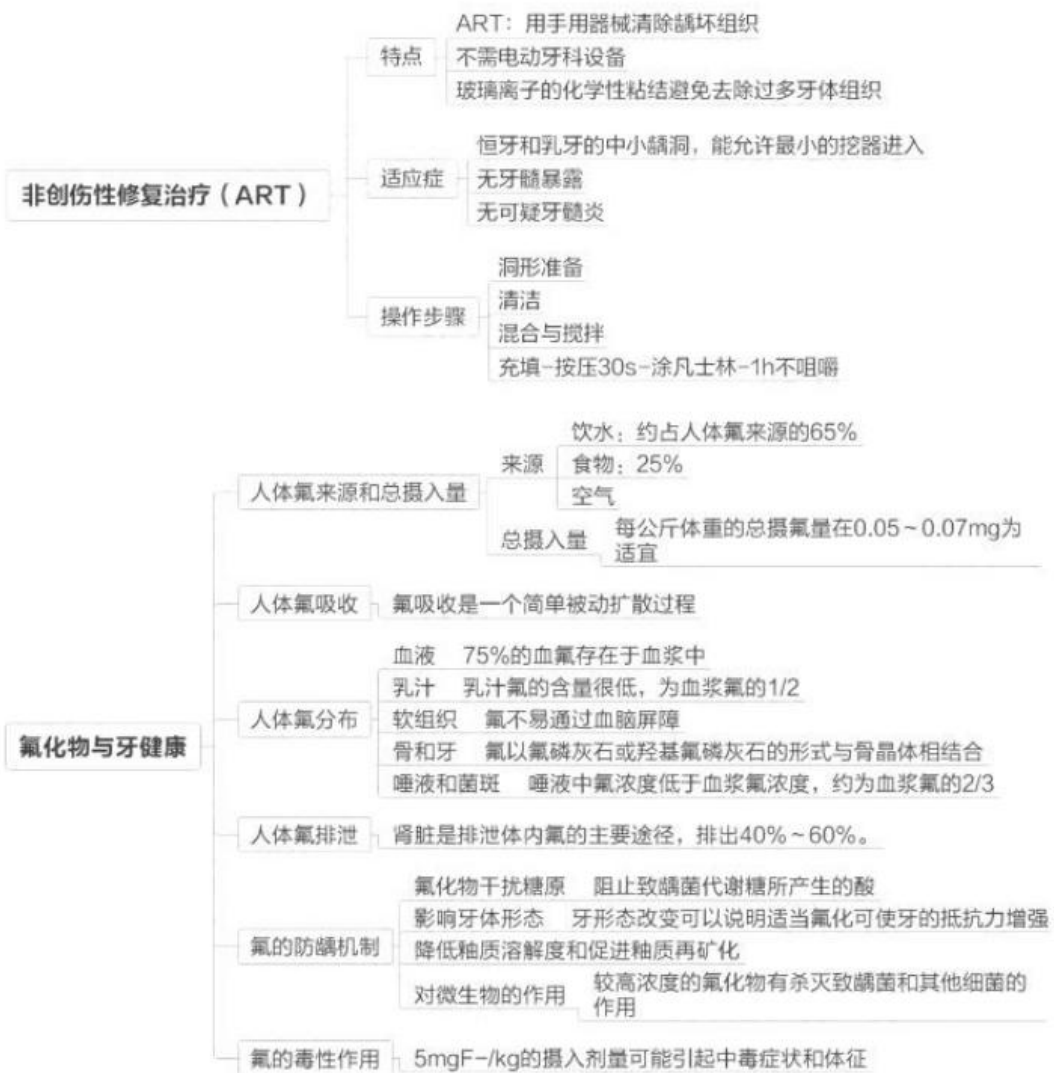 非创伤性修复治疗（ART）
特点
ART：用手用器械清除龋坏组织
不需电动牙科设备
玻璃离子的化学性粘结避免去除过多牙体组织
适应症
恒牙和乳牙的中小龋洞，能允许最小的挖器进入
无牙髓暴露
无可疑牙髓炎
操作步骤
洞形准备
清洁
混合与搅拌
充填-按压30s-涂凡士林-1h不咀嚼
氟化物与牙健康
人体氟来源和总摄入量
来源
饮水：约占人体氟来源的65%
食物：25%
空气
总摄入量
每公斤体重的总摄氟量在0.05～0.07mg为
适宜
人体氟吸收
氟吸收是一个简单被动扩散过程
人体氟分布
血液 75%的血氟存在于血浆中
乳汁 乳汁氟的含量很低，为血浆氟的1/2
软组织 氟不易通过血脑屏障
骨和牙 氟以氟磷灰石或羟基氟磷灰石的形式与骨晶体相结合
唾液和菌斑 唾液中氟浓度低于血浆氟浓度，约为血浆氟的2/3
人体氟排泄
肾脏是排泄体内氟的主要途径，排出40%～60%。
氟的防龋机制
氟化物干扰糖原 阻止致龋菌代谢糖所产生的酸
影响牙体形态 牙形态改变可以说明适当氟化可使牙的抵抗力增强
降低釉质溶解度和促进釉质再矿化
对微生物的作用
较高浓度的氟化物有杀灭致龋菌和其他细菌的
作用
氟的毒性作用
5mgF-/kg的摄入剂量可能引起中毒症状和体征